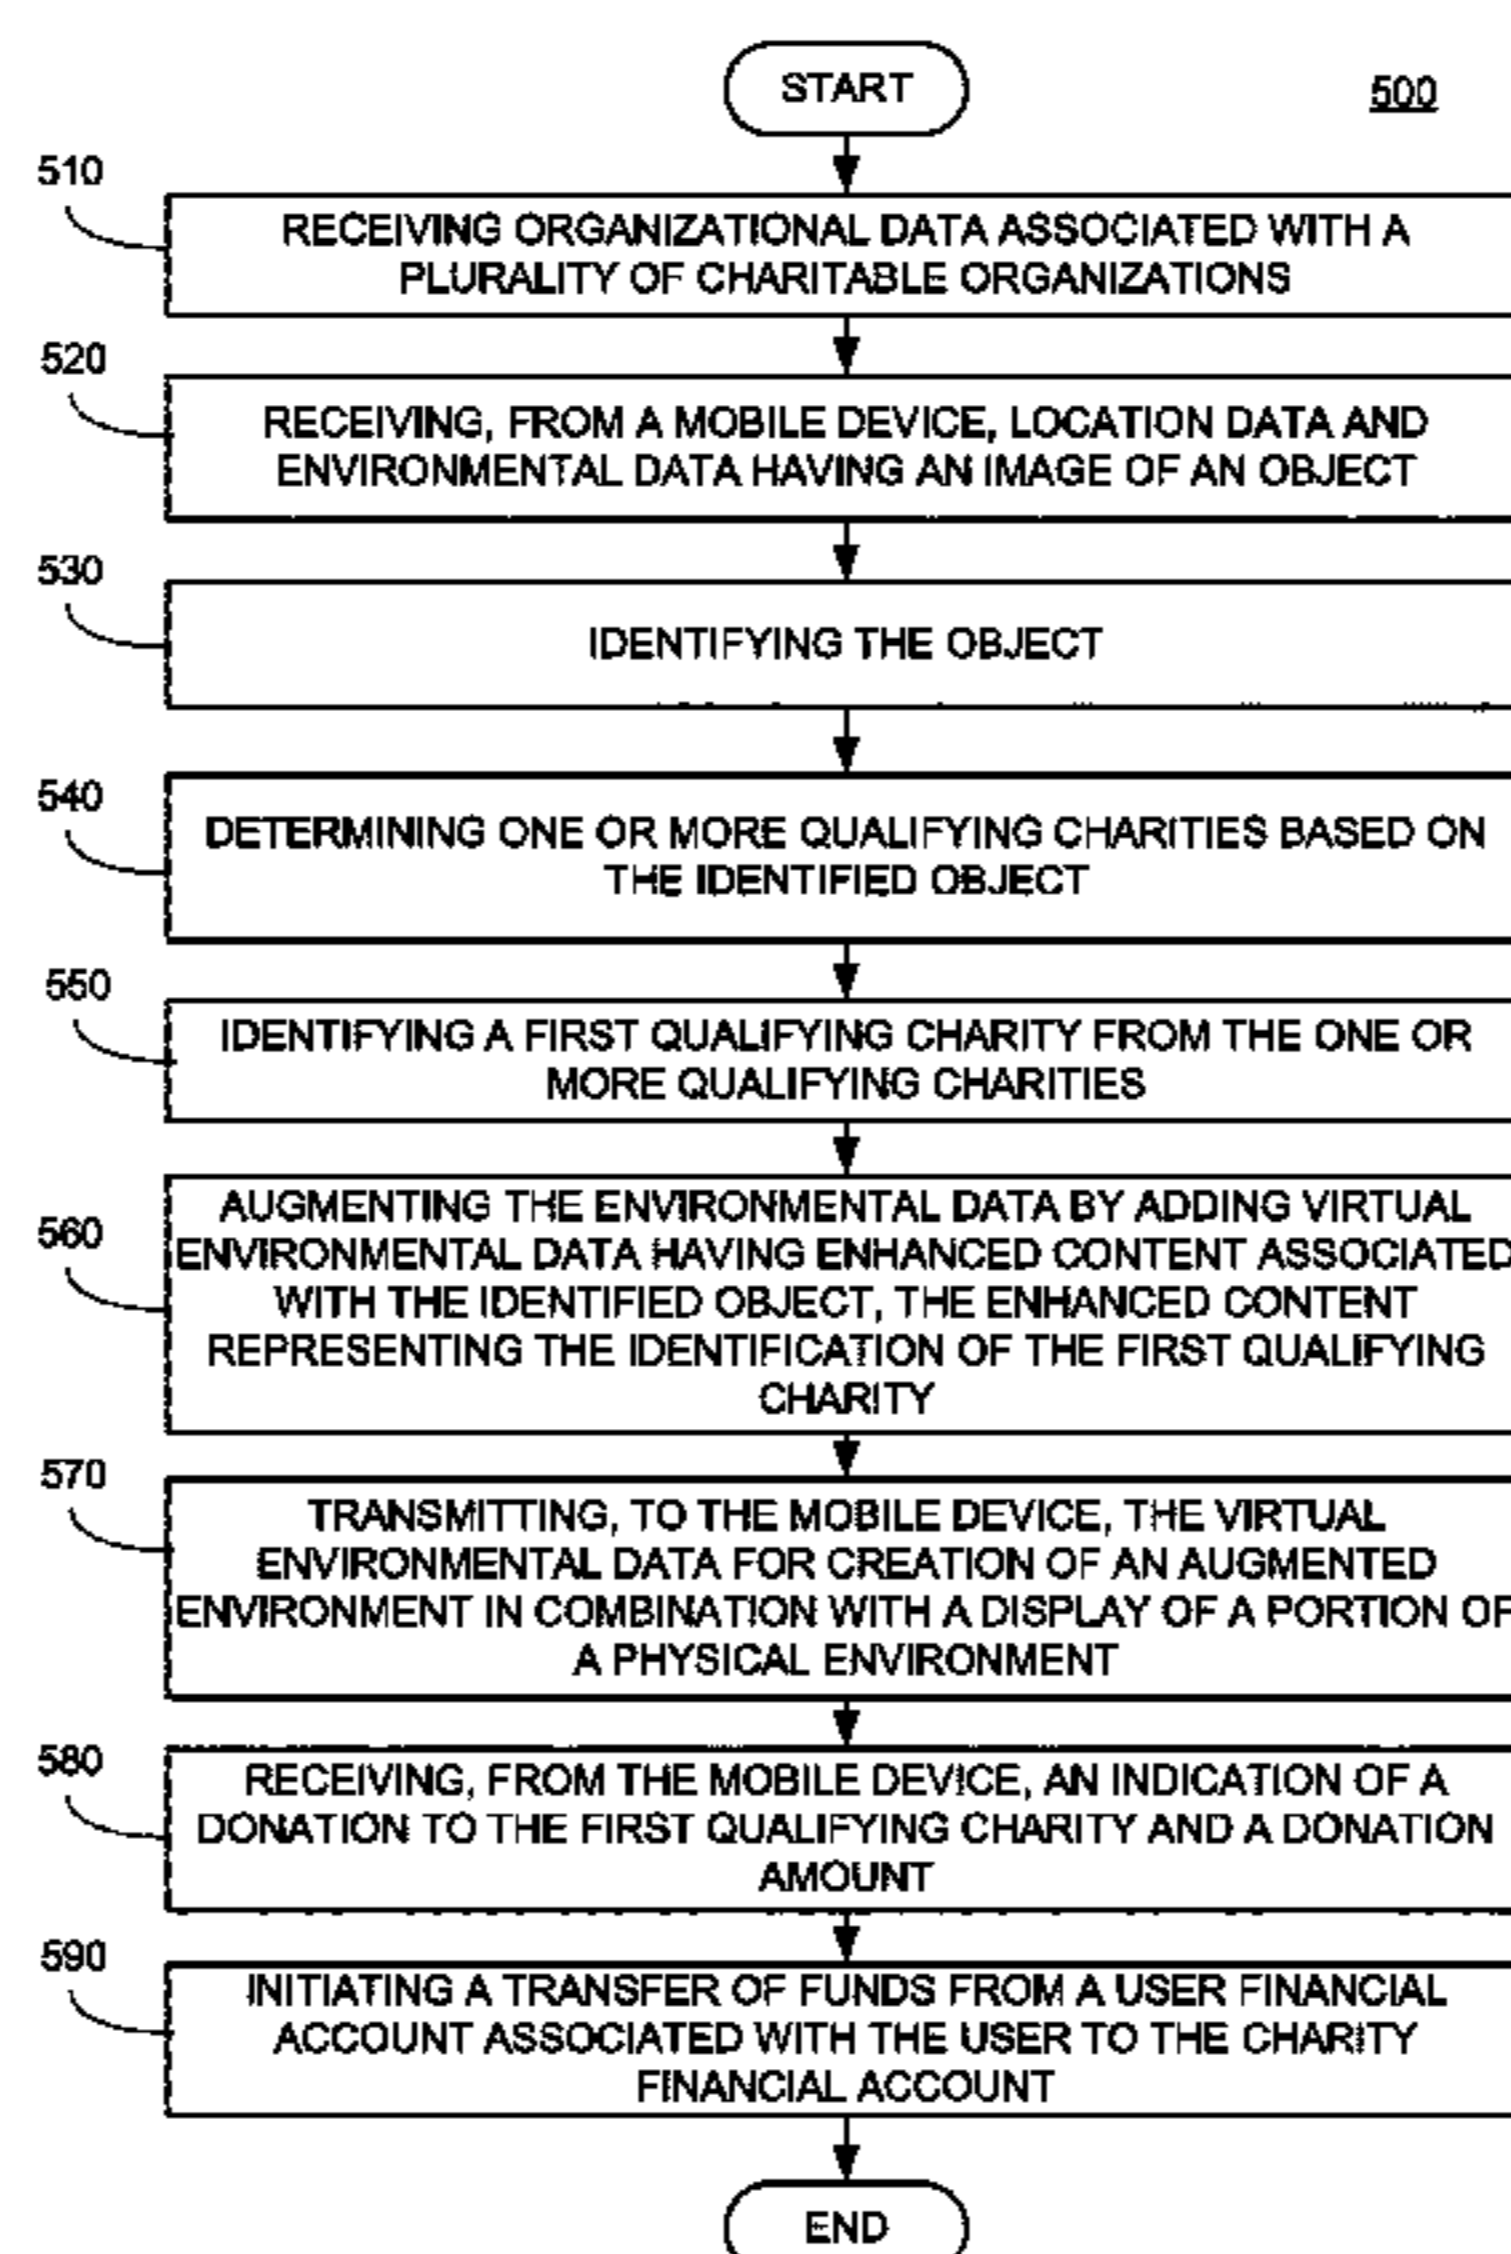 START
500
510
RECEIVING ORGANIZATIONAL DATA ASSOCIATED WITH A
PLURALITY OF CHARITABLE ORGANIZATIONS
520
RECEIVING, FROM A MOBILE DEVICE, LOCATION DATA AND
ENVIRONMENTAL DATA HAVING AN IMAGE OF AN OBJECT
530
IDENTIFYING THE OBJECT
540
DETERMINING ONE OR MORE QUALIFYING CHARITIES BASED ON
THE IDENTIFIED OBJECT
550
IDENTIFYING A FIRST QUALIFYING CHARITY FROM THE ONE OR
MORE QUALIFYING CHARITIES
560
AUGMENTING THE ENVIRONMENTAL DATA BY ADDING VIRTUAL
ENVIRONMENTAL DATA HAVING ENHANCED CONTENT ASSOCIATED
WITH THE IDENTIFIED OBJECT, THE ENHANCED CONTENT
REPRESENTING THE IDENTIFICATION OF THE FIRST QUALIFYING
CHARITY
570
TRANSMITTING, TO THE MOBILE DEVICE, THE VIRTUAL
ENVIRONMENTAL DATA FOR CREATION OF AN AUGMENTED
ENVIRONMENT IN COMBINATION WITH A DISPLAY OF A PORTION OF
A PHYSICAL ENVIRONMENT
580
RECEIVING, FROM THE MOBILE DEVICE, AN INDICATION OF A
DONATION TO THE FIRST QUALIFYING CHARITY AND A DONATION
AMOUNT
590
INITIATING A TRANSFER OF FUNDS FROM A USER FINANCIAL
ACCOUNT ASSOCIATED WITH THE USER TO THE CHARITY
FINANCIAL ACCOUNT
END